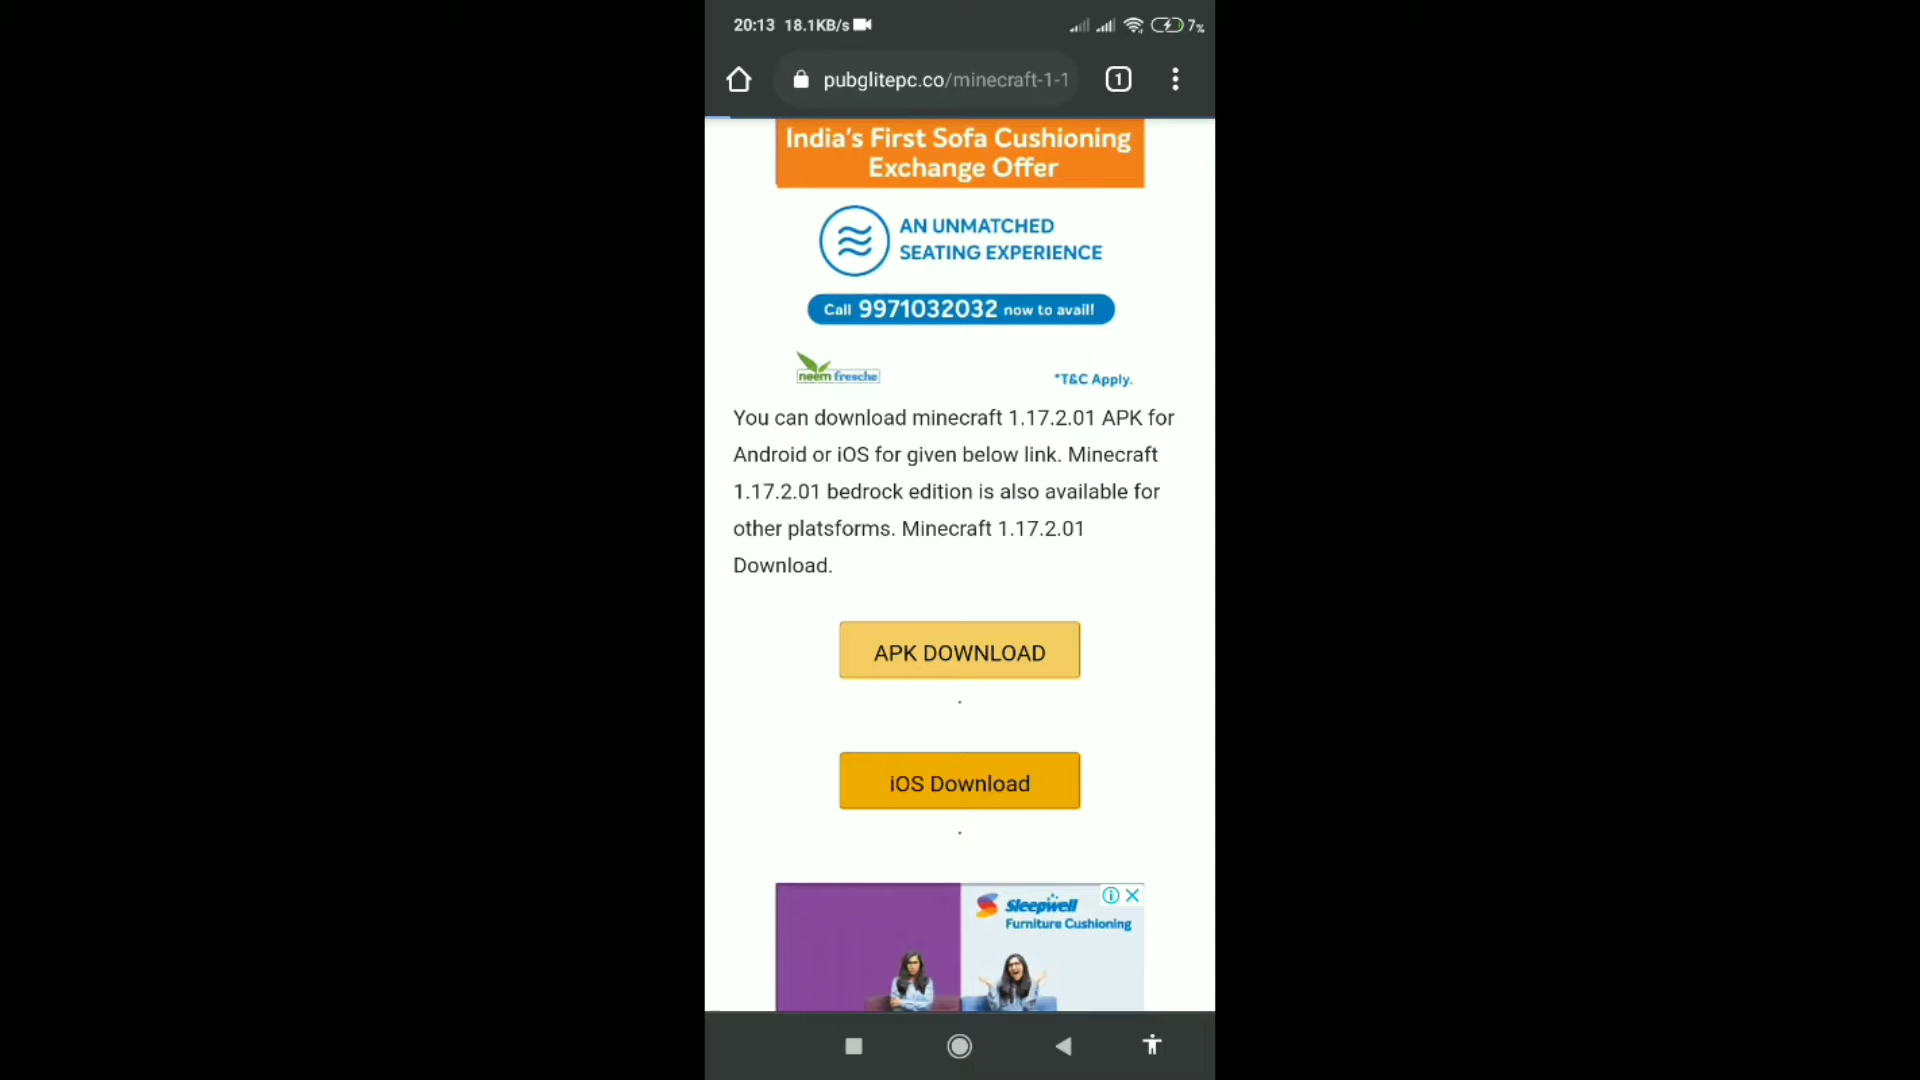 20:13 18.1KB/s 7%
pubglitepc.co/minecraft-1-1 1
India's First Sofa Cushioning
Exchange Offer
AN UNMATCHED
SEATING EXPERIENCE
Call 9971032032 now to avail!
neem fresche
*T&C Apply.
You can download minecraft 1.17.2.01 APK for
Android or iOS for given below link. Minecraft
1.17.2.01 bedrock edition is also available for
other platsforms. Minecraft 1.17.2.01
Download.
APK DOWNLOAD
.
iOS Download
.
Sleepwell
Furniture Cushioning